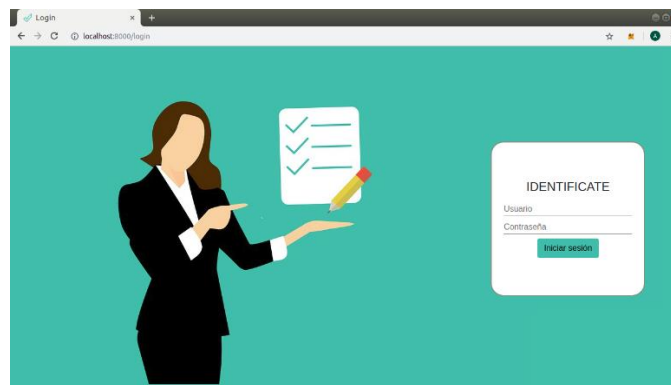 Login
localhost:8000/login
A
IDENTIFICATE
Usuario
Contraseña
Iniciar sesión